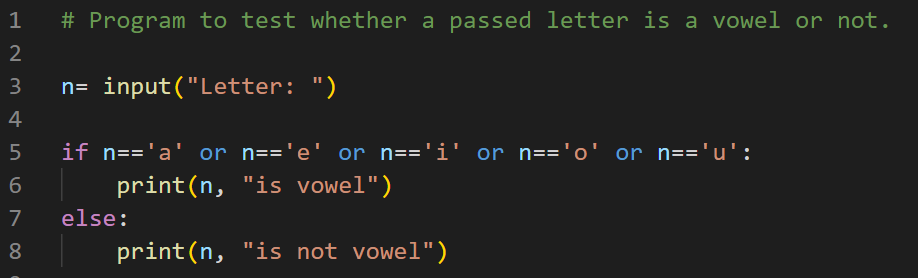 1 # Program to test whether a passed letter is a vowel or not.
2
3 n= input("Letter: ")
4
5 if n=='a' or n=='e' or n=='i' or n=='o' or n=='u':
6     print(n, "is vowel")
7 else:
8     print(n, "is not vowel")